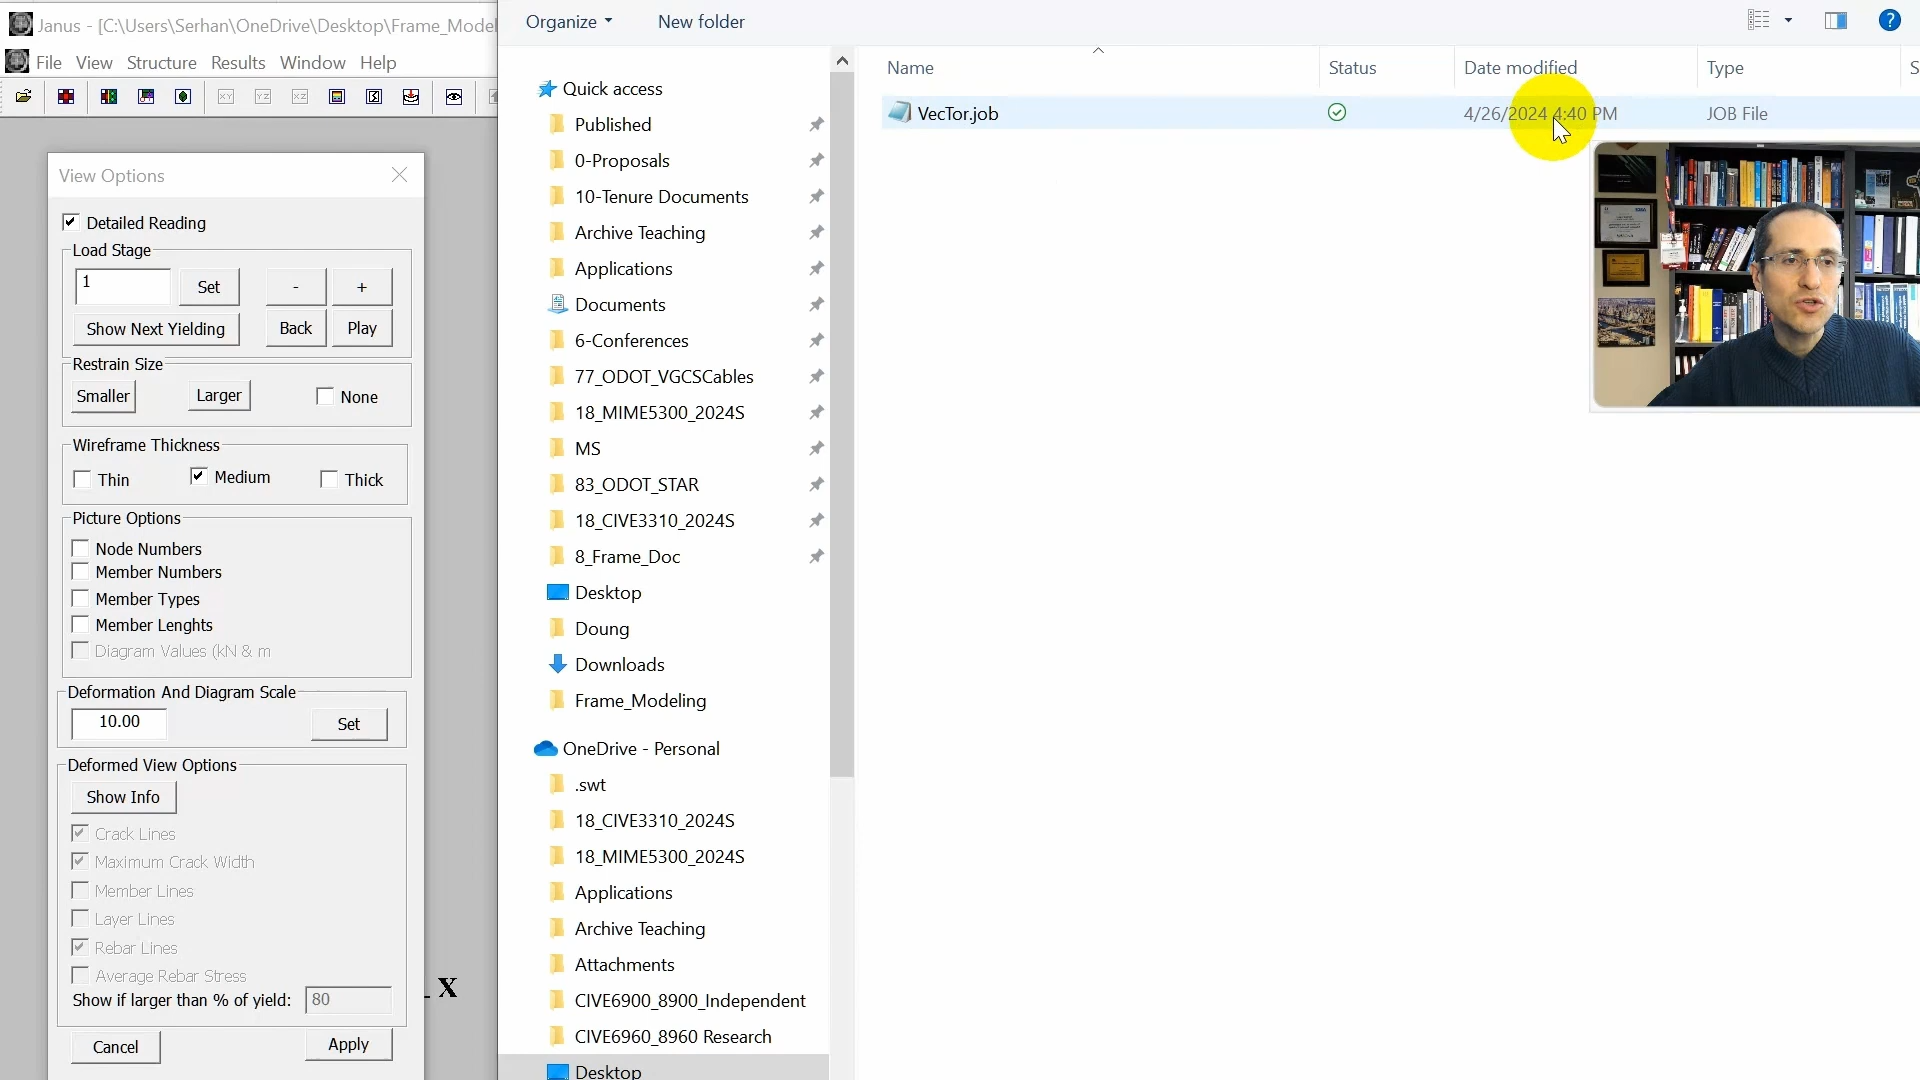 Janus - [C:\Users\Serhan\OneDrive\Desktop\Frame_Model
File View Structure Results Window Help
View Options
Detailed Reading
Load Stage
1 Set - +
Show Next Yielding Back Play
Restrain Size
Smaller Larger None
Wireframe Thickness
Thin Medium Thick
Picture Options
Node Numbers
Member Numbers
Member Types
Member Lenghts
Diagram Values (kN & m
Deformation And Diagram Scale
10.00 Set
Deformed View Options
Show Info
Crack Lines
Maximum Crack Width
Member Lines
Layer Lines
Rebar Lines
Average Rebar Stress
Show if larger than % of yield: 80
Cancel Apply
X
Organize New folder
Quick access
Published
0-Proposals
10-Tenure Documents
Archive Teaching
Applications
Documents
6-Conferences
77_ODOT_VGCSCables
18_MIME5300_2024S
MS
83_ODOT_STAR
18_CIVE3310_2024S
8_Frame_Doc
Desktop
Doung
Downloads
Frame_Modeling
OneDrive - Personal
.swt
18_CIVE3310_2024S
18_MIME5300_2024S
Applications
Archive Teaching
Attachments
CIVE6900_8900_Independent
CIVE6960_8960 Research
Desktop
Name Status Date modified Type S
VecTor.job 4/26/2024 4:40 PM JOB File